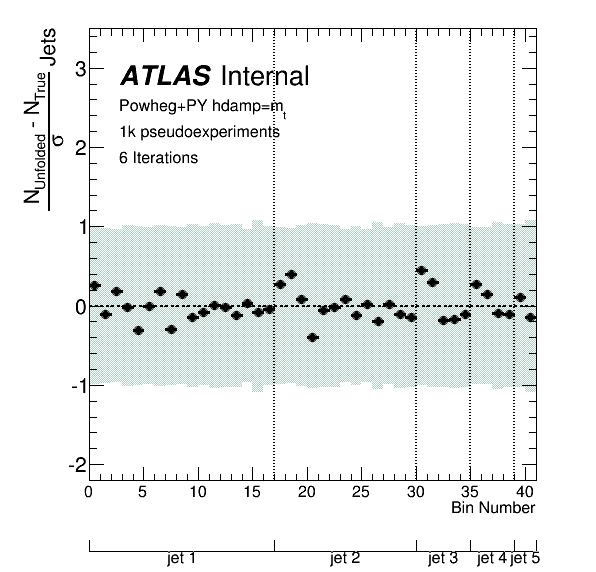 N_Unfolded - N_True Jets
σ
3
2
1
0
-1
-2
ATLAS Internal
Powheg+PY hdamp=m_t
1k pseudoexperiments
6 Iterations
0 5 10 15 20 25 30 35 40
Bin Number
jet 1 jet 2 jet 3 jet 4 jet 5